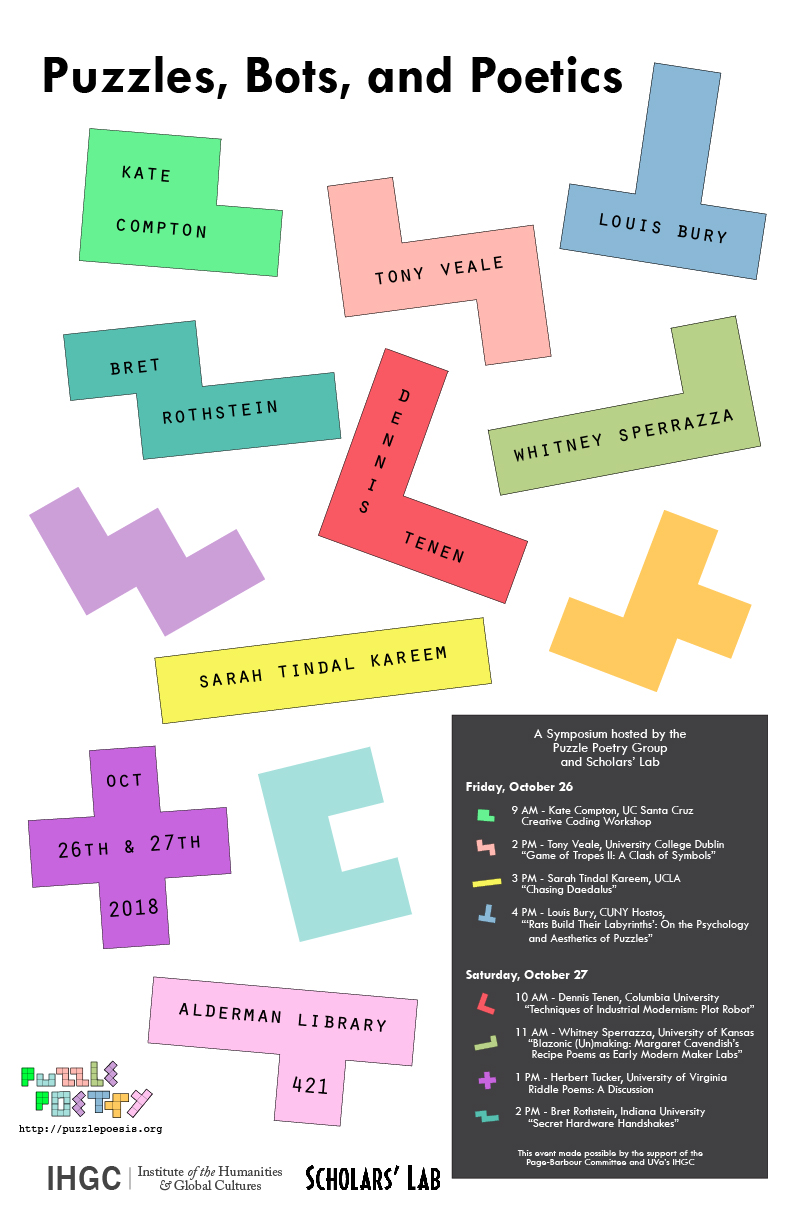 Puzzles, Bots, and Poetics
KATE
COMPTON
TONY VEALE
LOUIS BURY
BRET
ROTHSTEIN
DENNIS
TENEN
WHITNEY SPERRAZZA
SARAH TINDAL KAREEM
OCT
26TH & 27TH
2018
ALDERMAN LIBRARY
421
A Symposium hosted by the
Puzzle Poetry Group
and Scholars' Lab
Friday, October 26
9 AM - Kate Compton, UC Santa Cruz
Creative Coding Workshop
2 PM - Tony Veale, University College Dublin
"Game of Tropes II: A Clash of Symbols"
3 PM - Sarah Tindal Kareem, UCLA
"Chasing Daedalus"
4 PM - Louis Bury, CUNY Hostos,
"'Rats Build Their Labyrinths': On the Psychology
and Aesthetics of Puzzles"
Saturday, October 27
10 AM - Dennis Tenen, Columbia University
"Techniques of Industrial Modernism: Plot Robot"
11 AM - Whitney Sperrazza, University of Kansas
"Blazonic (Un)making: Margaret Cavendish's
Recipe Poems as Early Modern Maker Labs"
1 PM - Herbert Tucker, University of Virginia
Riddle Poems: A Discussion
2 PM - Bret Rothstein, Indiana University
"Secret Hardware Handshakes"
This event made possible by the support of the
Page-Barbour Committee and UVa's IHGC
PUZZLE
POETRY
http://puzzlepoesis.org
IHGC | Institute of the Humanities
& Global Cultures
SCHOLARS' LAB